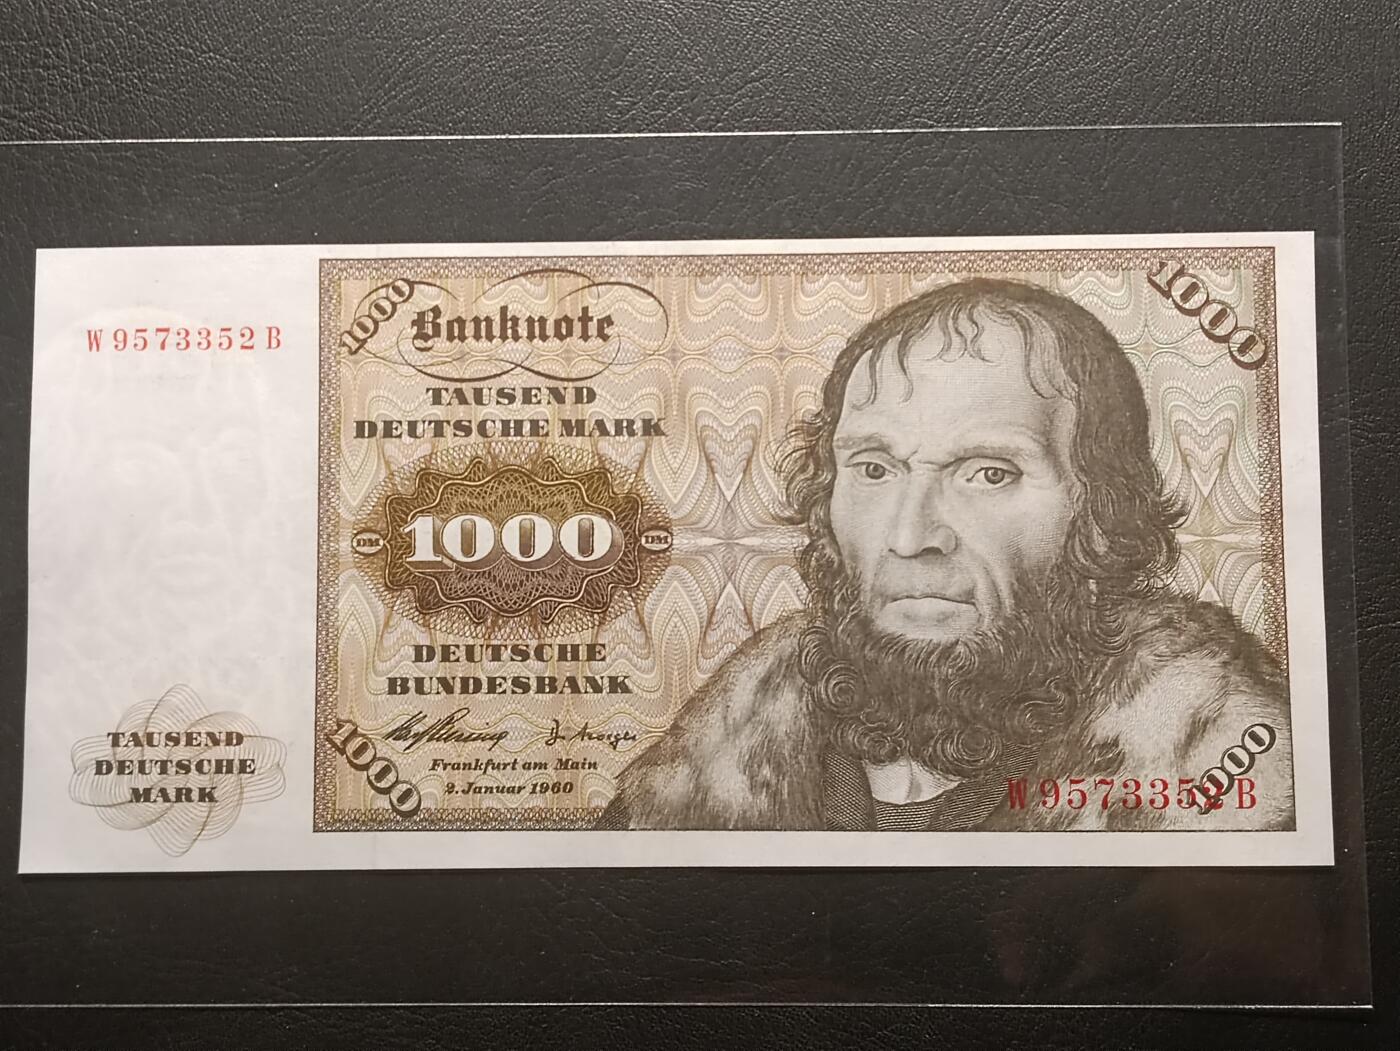 1000
Banknote
1000
W 9573352 B
TAUSEND
DEUTSCHE MARK
DM 1000 DM
DEUTSCHE
BUNDESBANK
Frankfurt am Main
2. Januar 1960
1000
1000
TAUSEND
DEUTSCHE
MARK
W 9573352 B